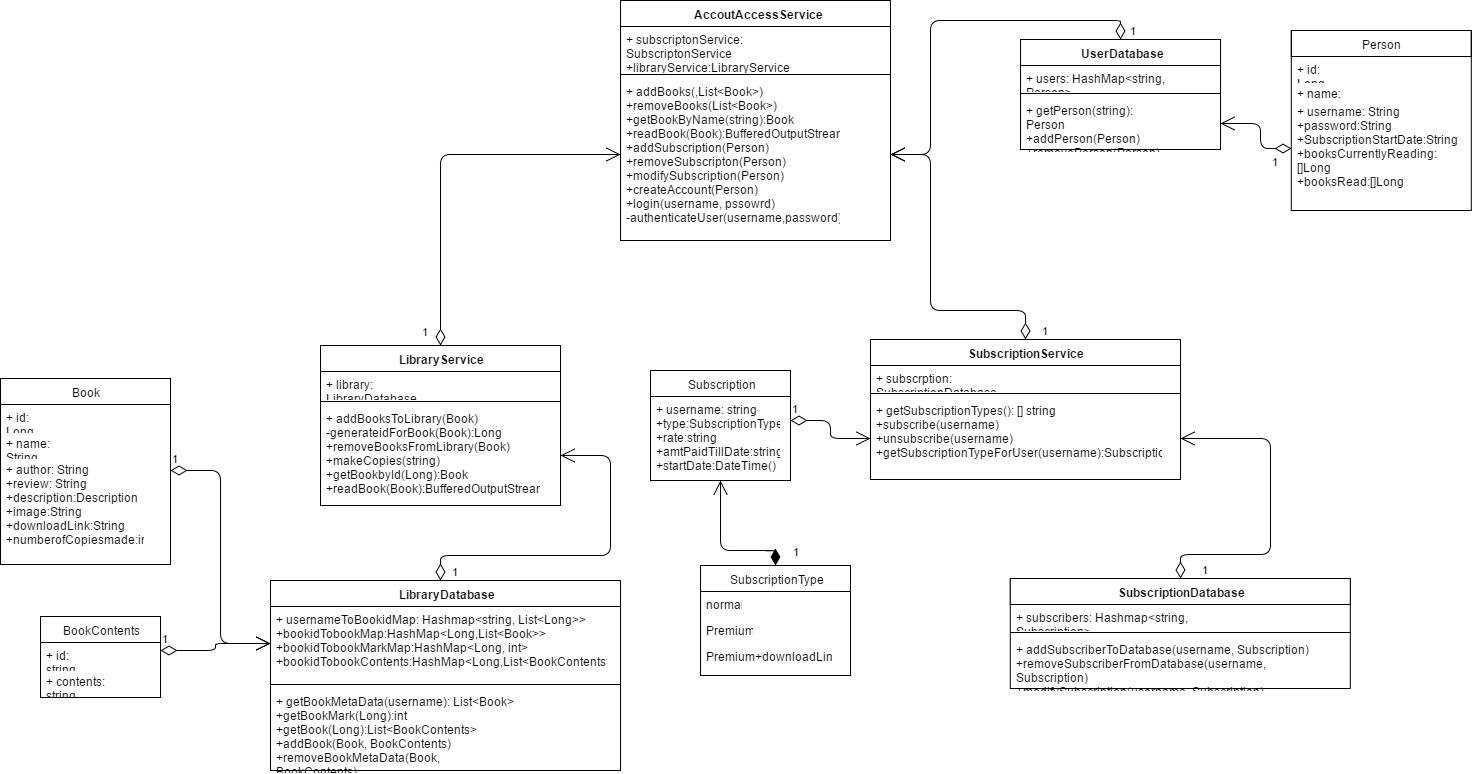 AccoutAccessService
+ subscriptonService:
SubscriptonService
+libraryService:LibraryService
+ addBooks(,List<Book>)
+removeBooks(List<Book>)
+getBookByName(string):Book
+readBook(Book):BufferedOutputStrear
+addSubscription(Person)
+removeSubscripton(Person)
+modifySubscription(Person)
+createAccount(Person)
+login(username, pssowrd)
-authenticateUser(username,password)
1
UserDatabase
+ users: HashMap<string,
Person>
+ getPerson(string):
Person
+addPerson(Person)
+removePerson(Person)
1
Person
+ id:
Long
+ name:
+ username: String
+password:String
+SubscriptionStartDate:String
+booksCurrentlyReading:
[]Long
+booksRead:[]Long
1
LibraryService
+ library:
LibraryDatabase
+ addBooksToLibrary(Book)
-generateidForBook(Book):Long
+removeBooksFromLibrary(Book)
+makeCopies(string)
+getBookbyId(Long):Book
+readBook(Book):BufferedOutputStrear
1
SubscriptionService
+ subscrption:
SubscriptionDatabase
+ getSubscriptionTypes(): [] string
+subscribe(username)
+unsubscribe(username)
+getSubscriptionTypeForUser(username):Subscriptic
1
Subscription
+ username: string
+type:SubscriptionType
+rate:string
+amtPaidTillDate:string
+startDate:DateTime()
1
Book
+ id:
Long
+ name:
String
+ author: String
+review: String
+description:Description
+image:String
+downloadLink:String
+numberofCopiesmade:ir
1
BookContents
+ id:
string
+ contents:
string
1
LibraryDatabase
+ usernameToBookidMap: Hashmap<string, List<Long>>
+bookidTobookMap:HashMap<Long,List<Book>>
+bookidTobookMarkMap:HashMap<Long, int>
+bookidTobookContents:HashMap<Long,List<BookContents
+ getBookMetaData(username): List<Book>
+getBookMark(Long):int
+getBook(Long):List<BookContents>
+addBook(Book, BookContents)
+removeBookMetaData(Book,
BookContents)
1
SubscriptionType
normal
Premium
Premium+downloadLin
1
SubscriptionDatabase
+ subscribers: Hashmap<string,
Subscription>
+ addSubscriberToDatabase(username, Subscription)
+removeSubscriberFromDatabase(username,
Subscription)
+modifySubscription(username, Subscription)